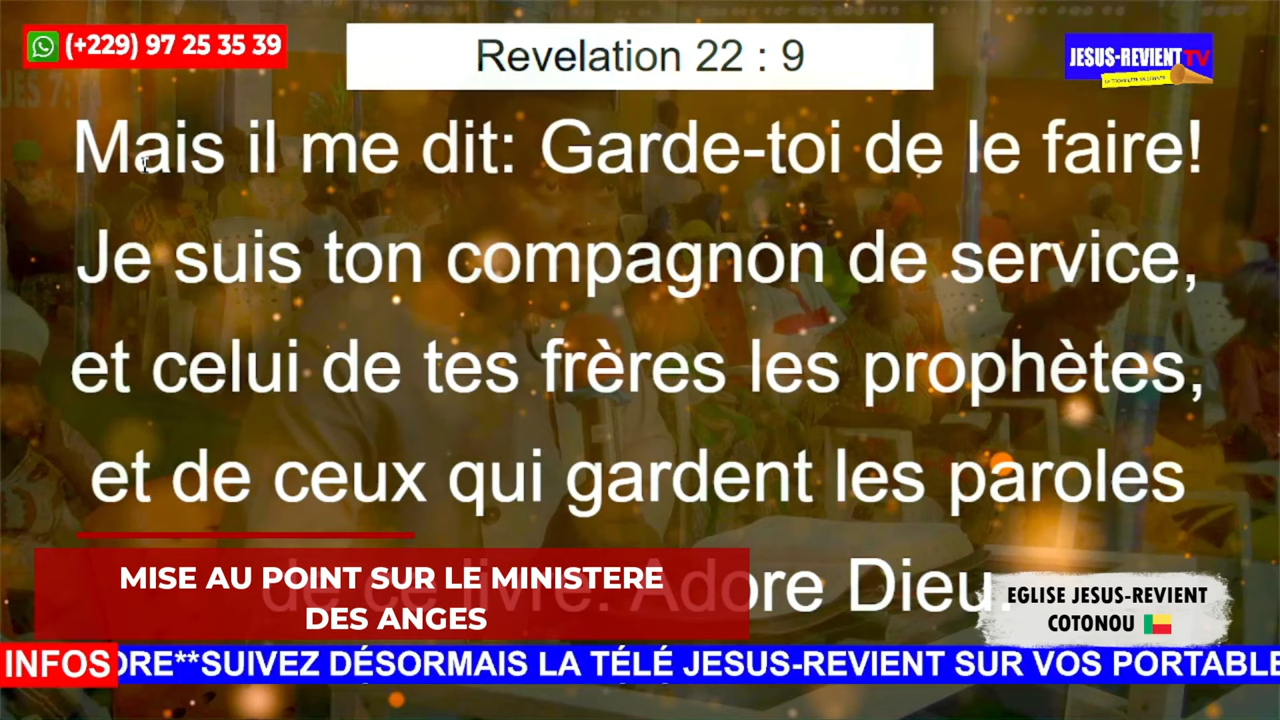 (+229) 97 25 35 39
Revelation 22 : 9
JESUS-REVIENT TV
Mais il me dit: Garde-toi de le faire!
Je suis ton compagnon de service,
et celui de tes frères les prophètes,
et de ceux qui gardent les paroles
de ce livre. Adore Dieu.
MISE AU POINT SUR LE MINISTERE
DES ANGES
EGLISE JESUS-REVIENT
COTONOU
INFOS DRE**SUIVEZ DÉSORMAIS LA TÉLÉ JESUS-REVIENT SUR VOS PORTABLE